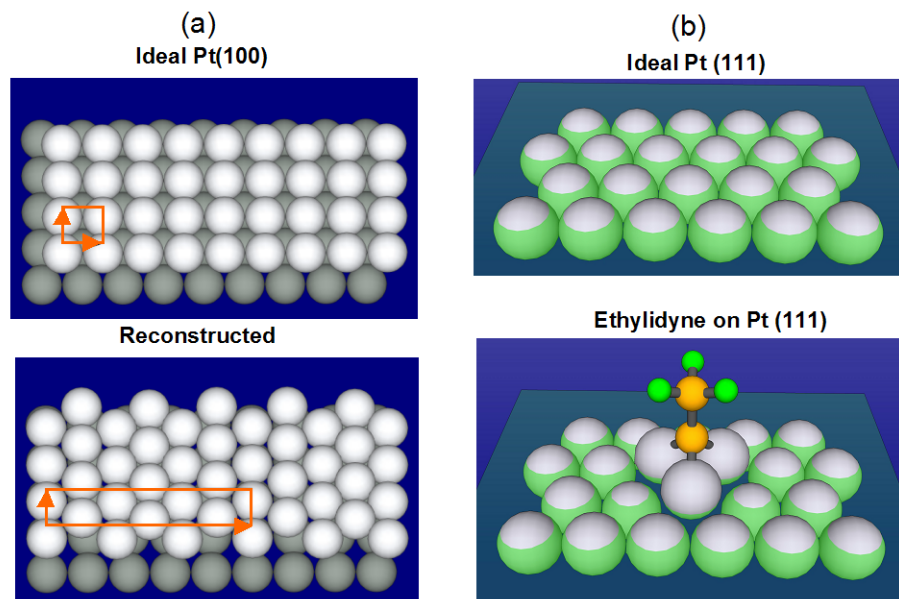 (a)
Ideal Pt(100)
Reconstructed
(b)
Ideal Pt (111)
Ethylidyne on Pt (111)